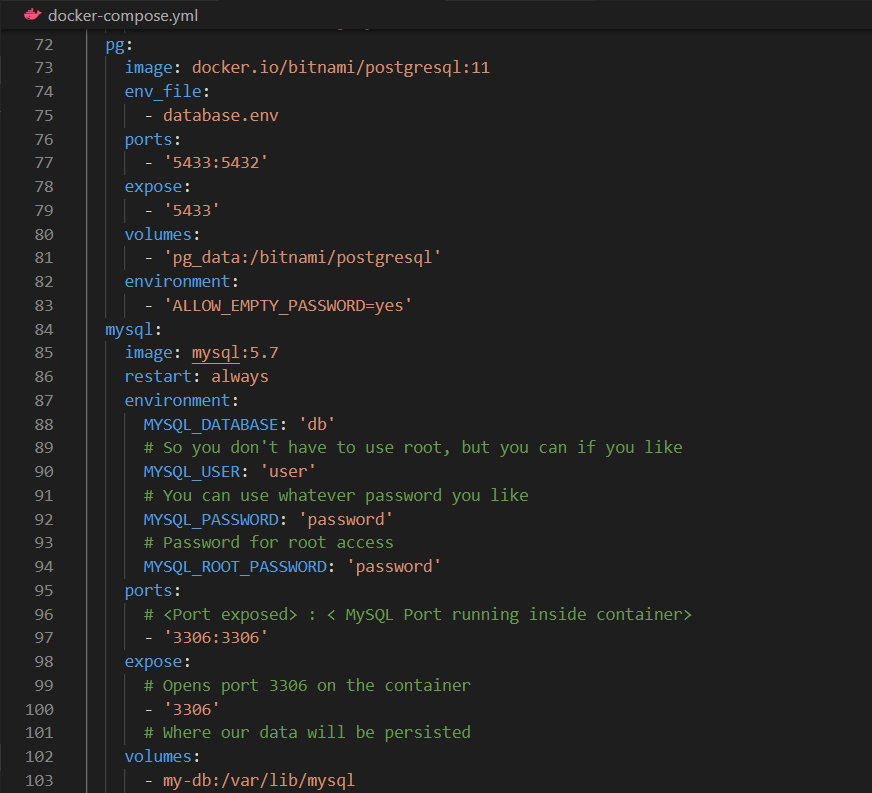 docker-compose.yml
72 pg:
73 image: docker.io/bitnami/postgresql:11
74 env_file:
75 - database.env
76 ports:
77 - '5433:5432'
78 expose:
79 - '5433'
80 volumes:
81 - 'pg_data:/bitnami/postgresql'
82 environment:
83 - 'ALLOW_EMPTY_PASSWORD=yes'
84 mysql:
85 image: mysql:5.7
86 restart: always
87 environment:
88 MYSQL_DATABASE: 'db'
89 # So you don't have to use root, but you can if you like
90 MYSQL_USER: 'user'
91 # You can use whatever password you like
92 MYSQL_PASSWORD: 'password'
93 # Password for root access
94 MYSQL_ROOT_PASSWORD: 'password'
95 ports:
96 # <Port exposed> : < MySQL Port running inside container>
97 - '3306:3306'
98 expose:
99 # Opens port 3306 on the container
100 - '3306'
101 # Where our data will be persisted
102 volumes:
103 - my-db:/var/lib/mysql